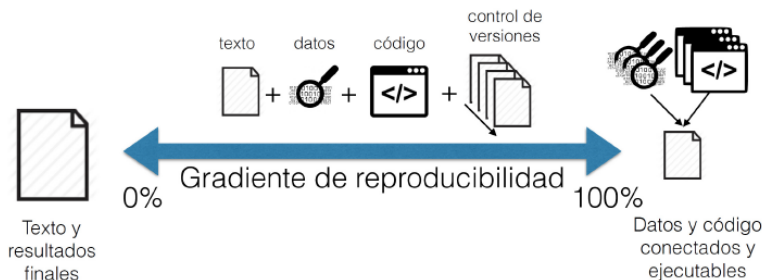 texto
datos
código
control de
versiones
+
+
+
</>
</>
0%
Gradiente de reproducibilidad
100%
Texto y
resultados
finales
Datos y código
conectados y
ejecutables